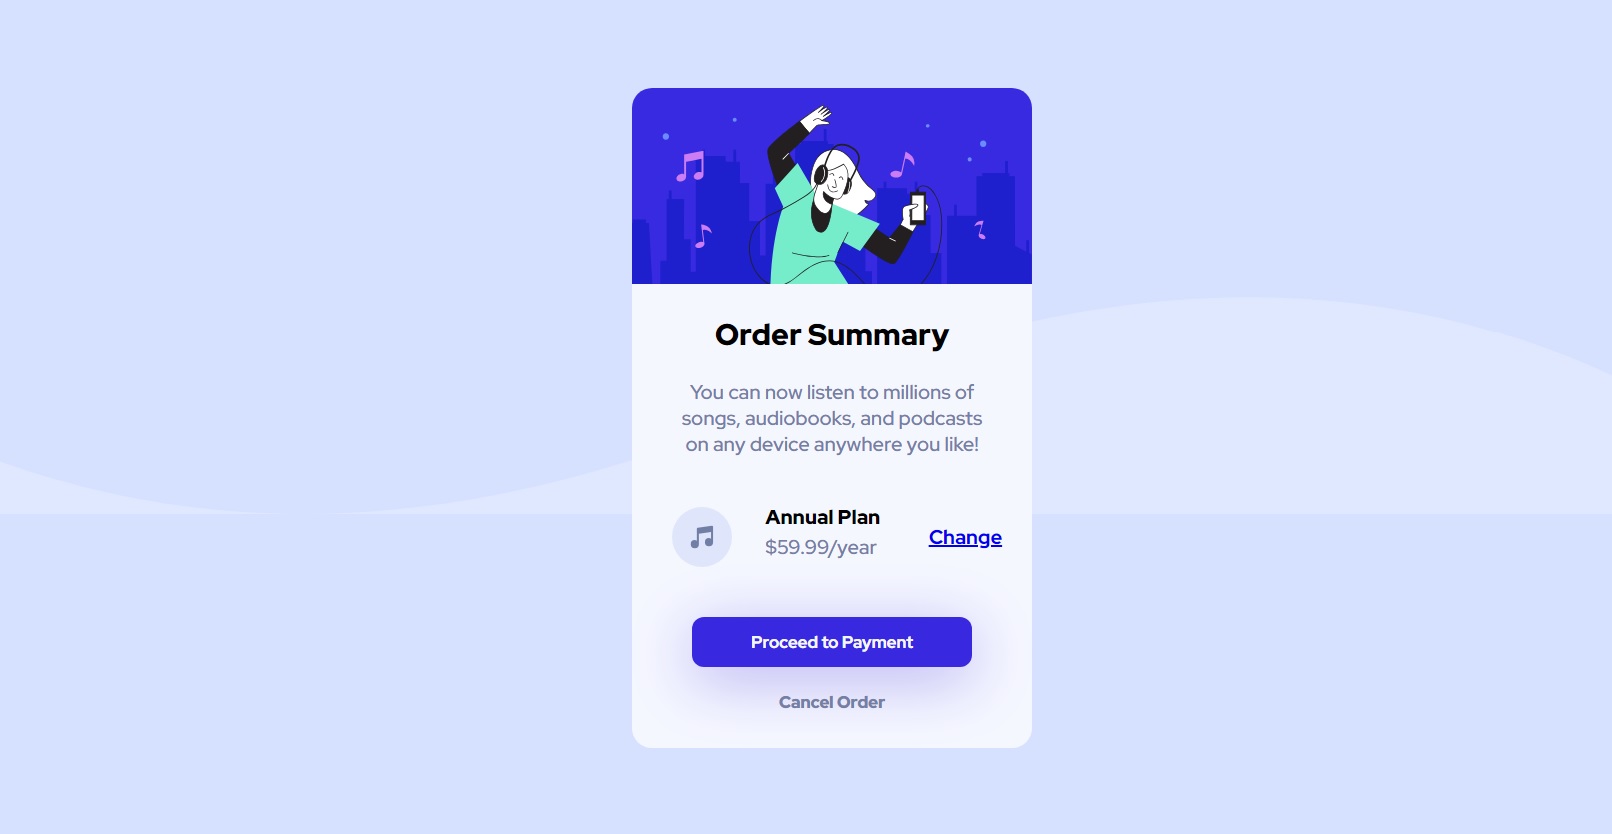 Order Summary
You can now listen to millions of
songs, audiobooks, and podcasts
on any device anywhere you like!
Annual Plan
$59.99/year
Change
Proceed to Payment
Cancel Order